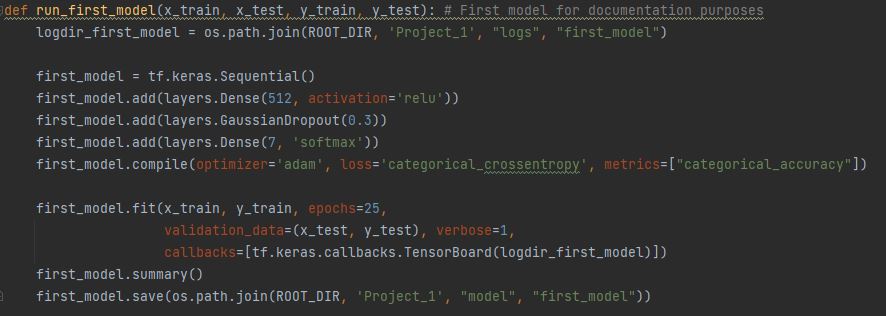 def run_first_model(x_train, x_test, y_train, y_test): # First model for documentation purposes
    logdir_first_model = os.path.join(ROOT_DIR, 'Project_1', "logs", "first_model")

    first_model = tf.keras.Sequential()
    first_model.add(layers.Dense(512, activation='relu'))
    first_model.add(layers.GaussianDropout(0.3))
    first_model.add(layers.Dense(7, 'softmax'))
    first_model.compile(optimizer='adam', loss='categorical_crossentropy', metrics=["categorical_accuracy"])

    first_model.fit(x_train, y_train, epochs=25,
                    validation_data=(x_test, y_test), verbose=1,
                    callbacks=[tf.keras.callbacks.TensorBoard(logdir_first_model)])
    first_model.summary()
    first_model.save(os.path.join(ROOT_DIR, 'Project_1', "model", "first_model"))